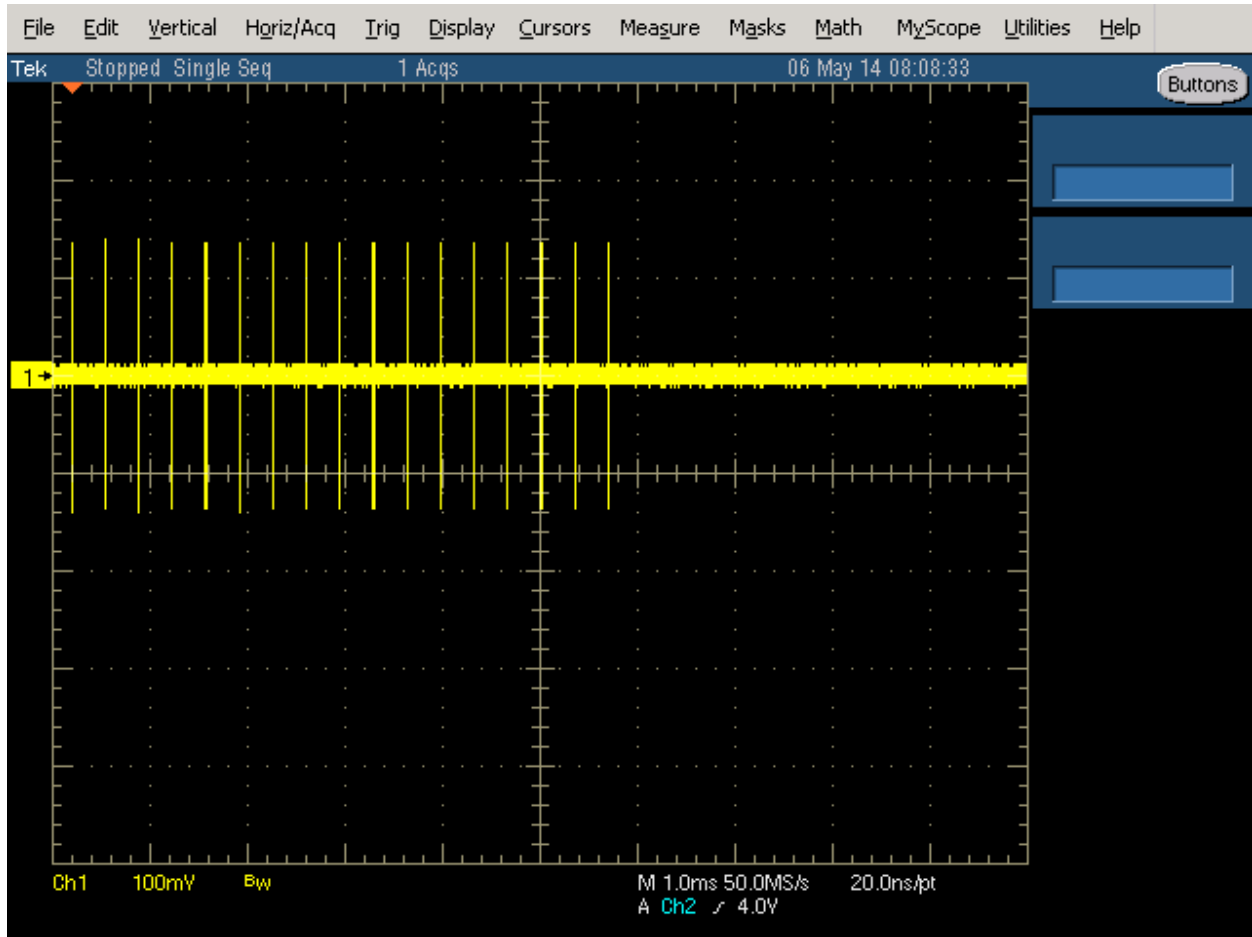 File Edit Vertical Horiz/Acq Trig Display Cursors Measure Masks Math MyScope Utilities Help
Tek Stopped Single Seq 1 Acqs 06 May 14 08:08:33 Buttons
1
Ch1 100mV Bw M 1.0ms 50.0MS/s 20.0ns/pt
A Ch2 4.0V